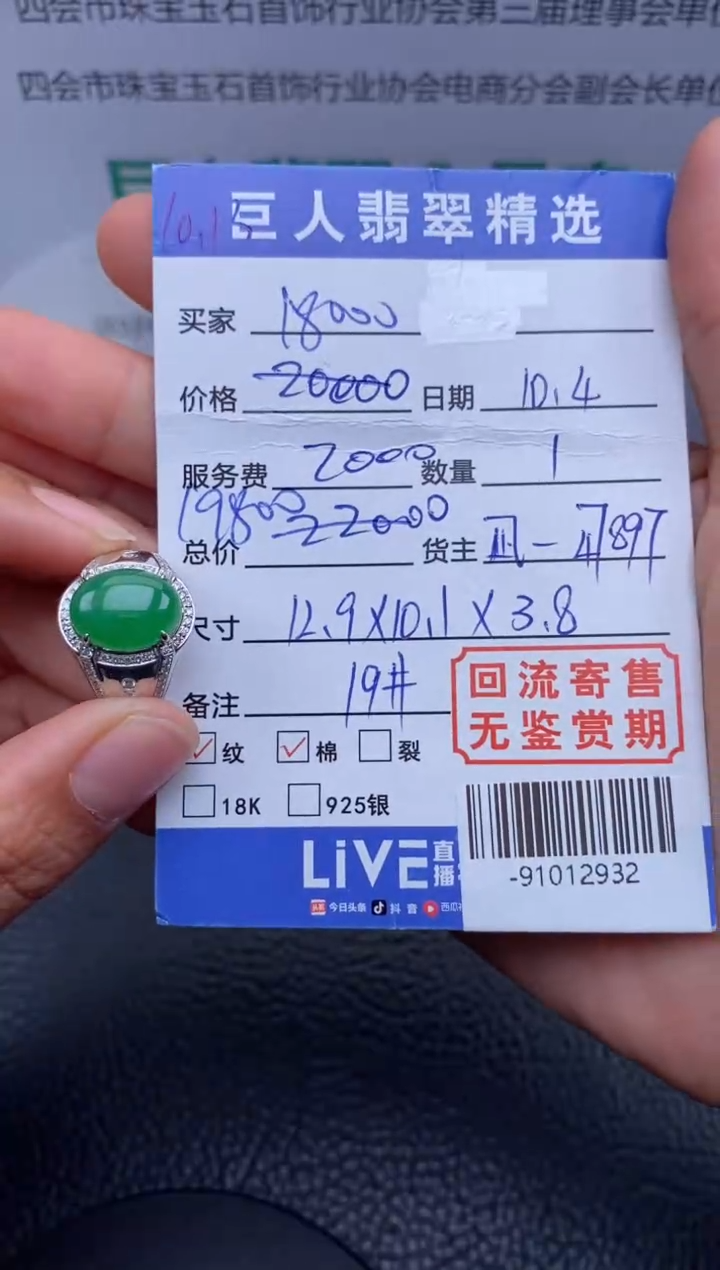 四会市珠宝玉石首饰行业协会第三届理事会单位
四会市珠宝玉石首饰行业协会电商分会副会长单位
10.13 巨人翡翠精选
买家 18000
价格 20000 日期 10.4
服务费 2000 数量 1
19800 22000
总价 货主 7897
尺寸 12.9X10.1X3.8
备注 19#
回流寄售
无鉴赏期
纹 棉 裂
18K 925银
LiVE 直播
今日头条 抖音 西瓜
-91012932